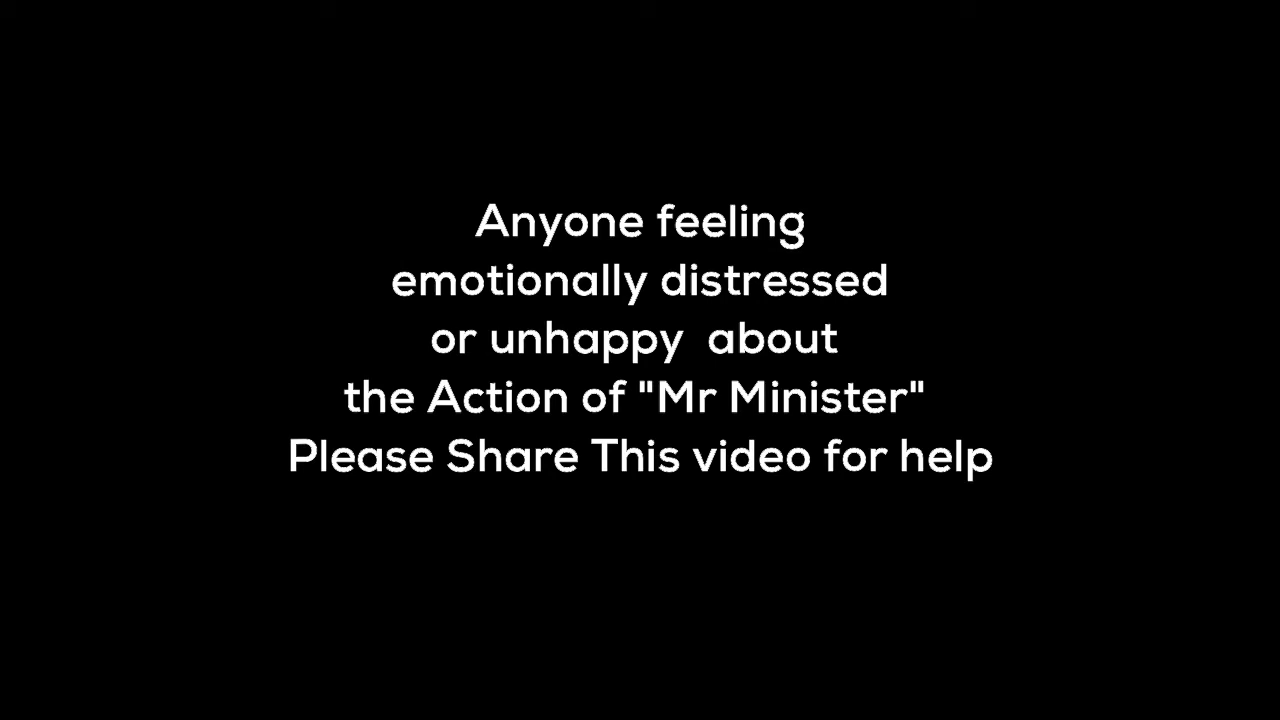 Anyone feeling
emotionally distressed
or unhappy  about
the Action of "Mr Minister"
Please Share This video for help